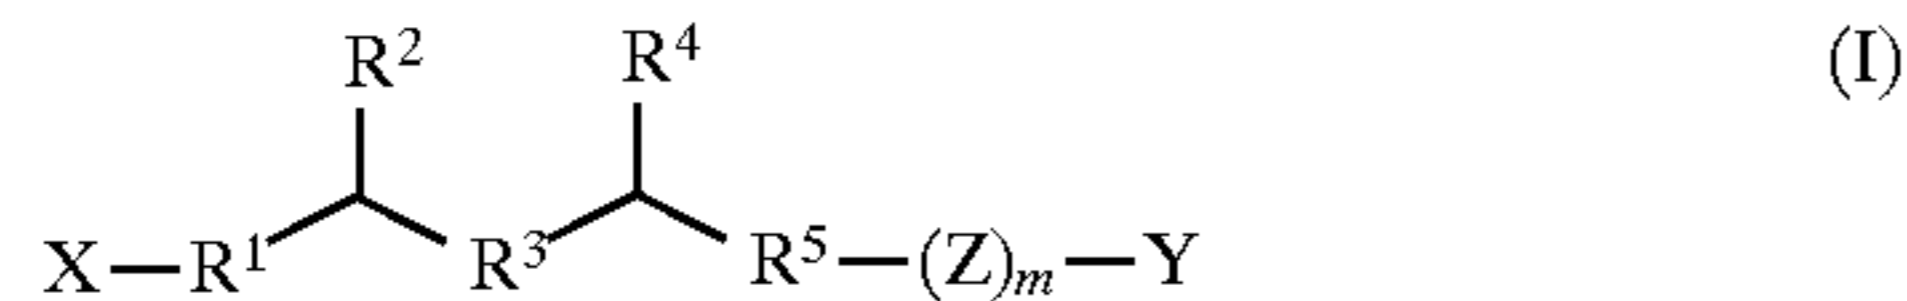 R² R⁴ (I)
X—R¹ R³ R⁵—(Z)ₘ—Y